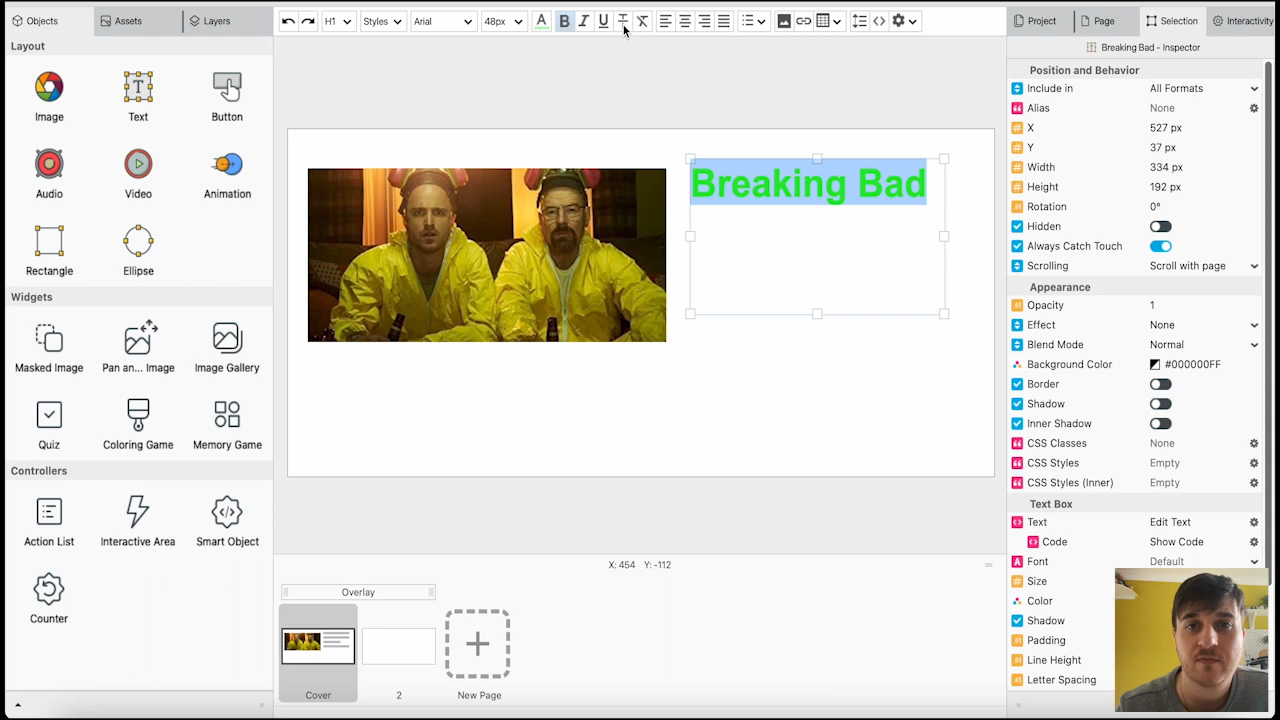 Objects
Assets
Layers
H1
Styles
Arial
48px
A
B
I
U
T
Project
Page
Selection
Interactivity
Layout
Image
Text
Button
Audio
Video
Animation
Rectangle
Ellipse
Widgets
Masked Image
Pan an... Image
Image Gallery
Quiz
Coloring Game
Memory Game
Controllers
Action List
Interactive Area
Smart Object
Counter
Breaking Bad
X: 454 Y: -112
Overlay
Cover
2
New Page
Breaking Bad - Inspector
Position and Behavior
Include in All Formats
Alias None
X 527 px
Y 37 px
Width 334 px
Height 192 px
Rotation 0°
Hidden
Always Catch Touch
Scrolling Scroll with page
Appearance
Opacity 1
Effect None
Blend Mode Normal
Background Color #000000FF
Border
Shadow
Inner Shadow
CSS Classes None
CSS Styles Empty
CSS Styles (Inner) Empty
Text Box
Text Edit Text
Code Show Code
Font Default
Size
Color
Shadow
Padding
Line Height
Letter Spacing